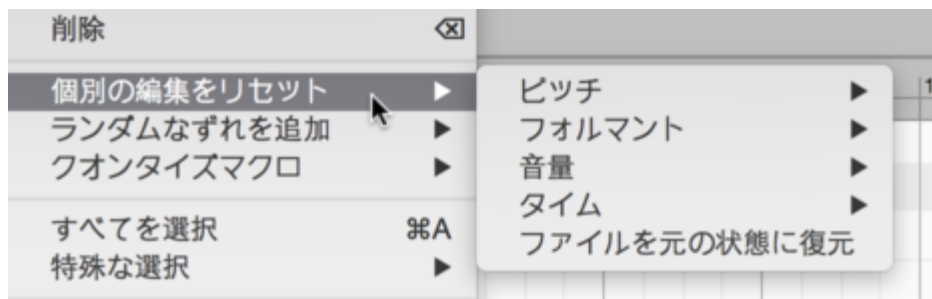 削除 ⌫
個別の編集をリセット ▶
ランダムなずれを追加 ▶
クオンタイズマクロ ▶
すべてを選択 ⌘A
特殊な選択 ▶
ピッチ ▶
フォルマント ▶
音量 ▶
タイム ▶
ファイルを元の状態に復元
1